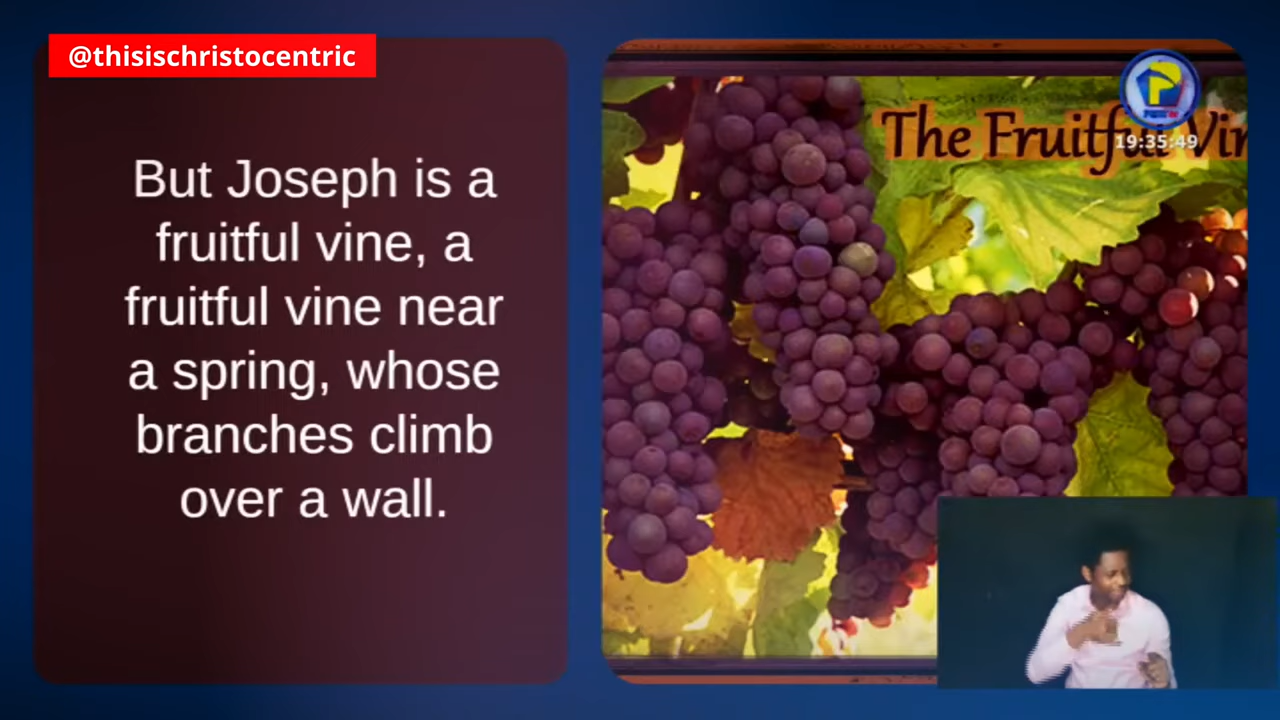 @thisischristocentric
But Joseph is a
fruitful vine, a
fruitful vine near
a spring, whose
branches climb
over a wall.
The Fruitful Vin
19:35:49